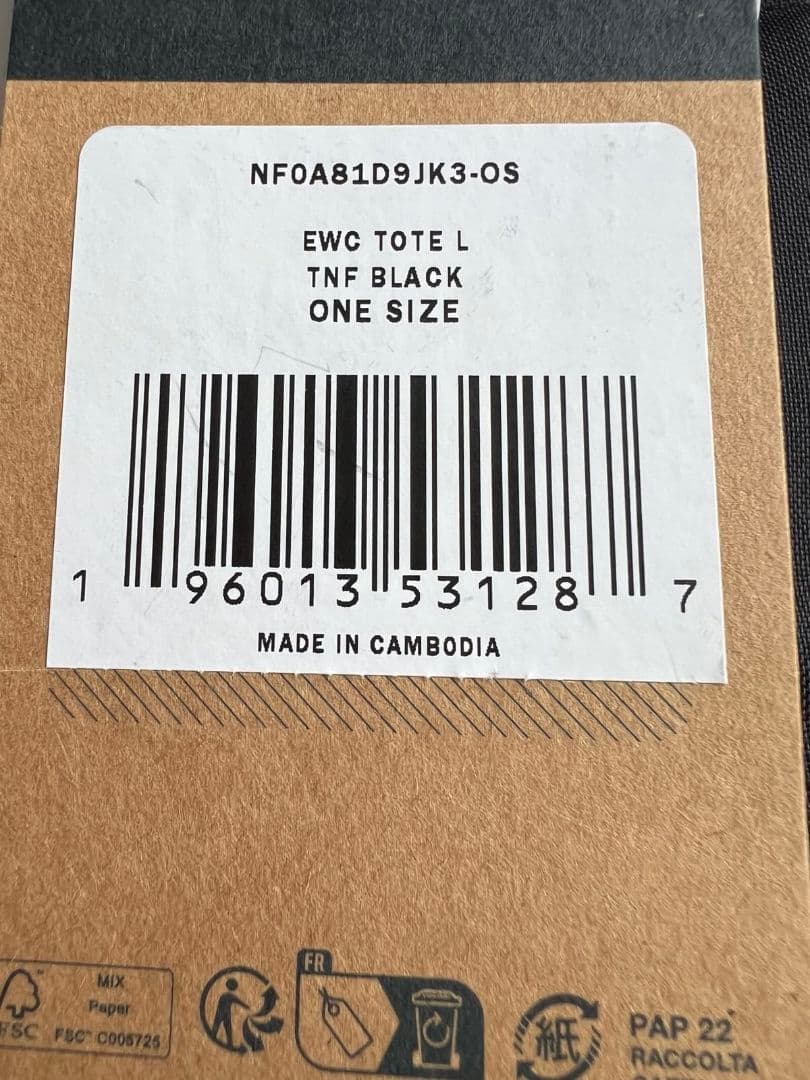 NF0A81D9JK3-OS
EWC TOTE L
TNF BLACK
ONE SIZE
1 96013 53128 7
MADE IN CAMBODIA
FR
MIX
Paper
FSC FSC™ C005725
紙
PAP 22
RACCOLTA